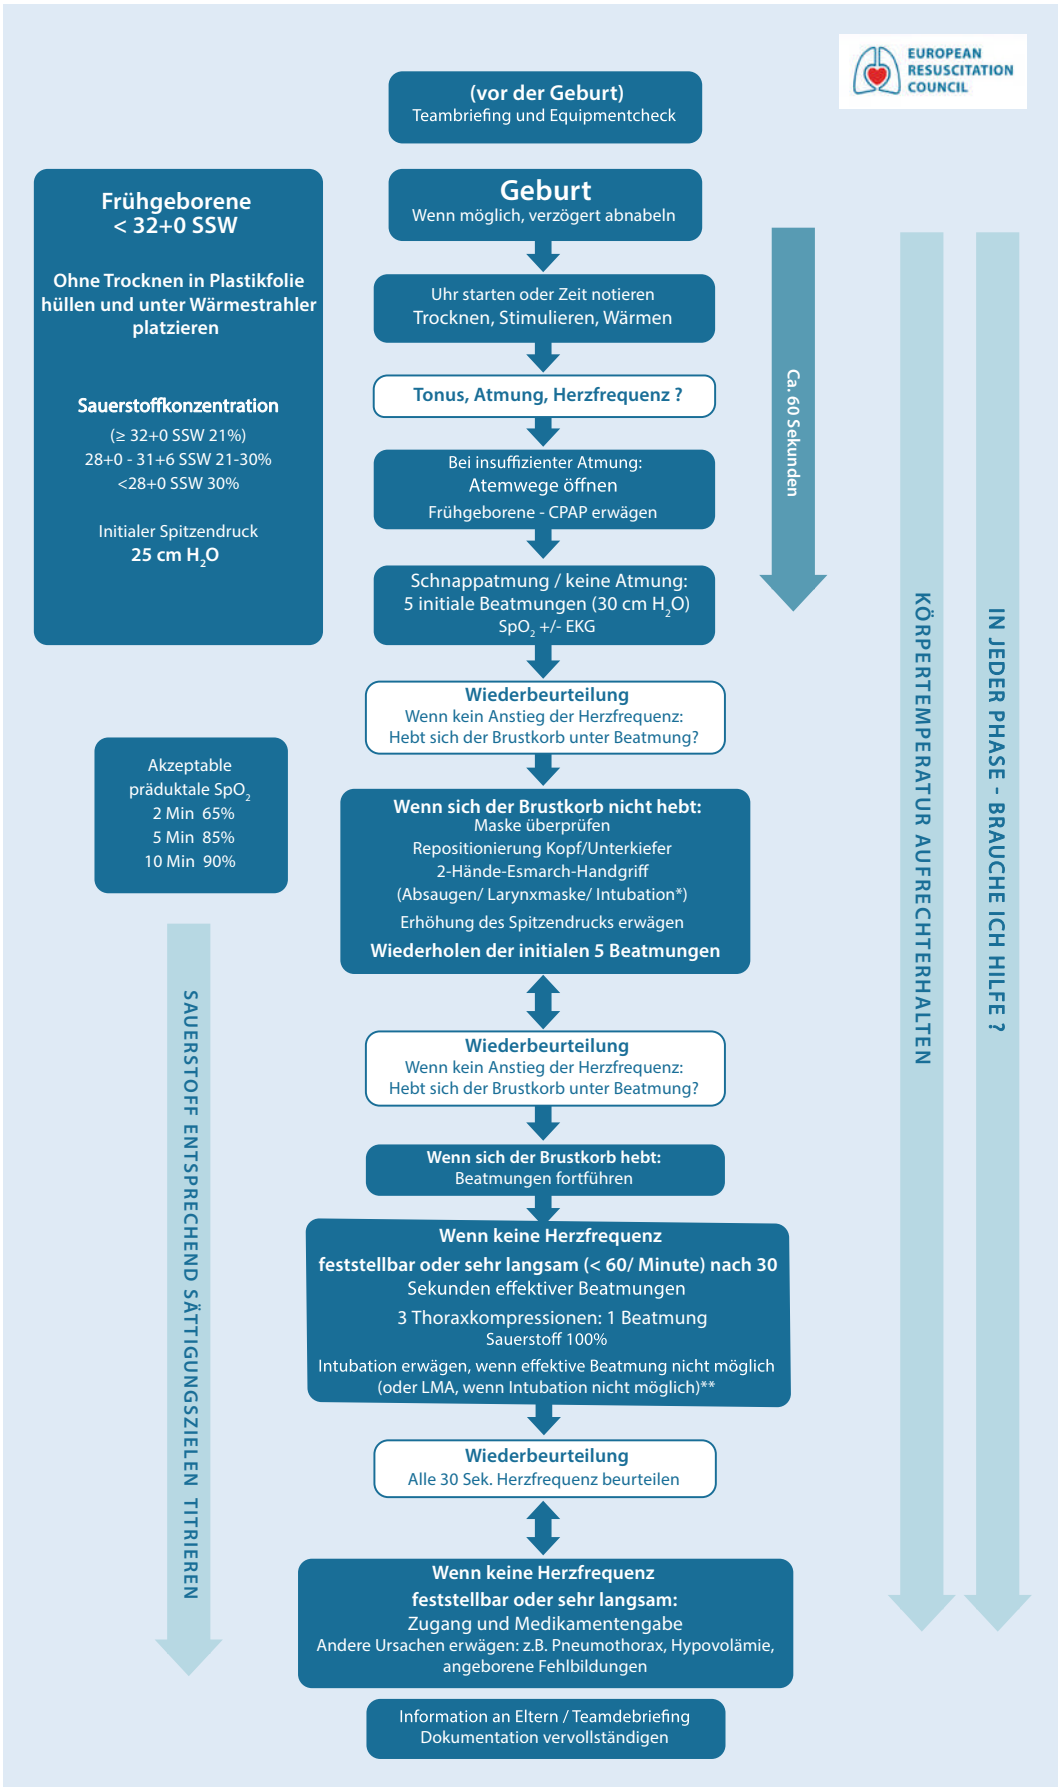 EUROPEAN
RESUSCITATION
COUNCIL
(vor der Geburt)
Teambriefing und Equipmentcheck
Frühgeborene
< 32+0 SSW
Ohne Trocknen in Plastikfolie
hüllen und unter Wärmestrahler
platzieren
Sauerstoffkonzentration
(≥ 32+0 SSW 21%)
28+0 - 31+6 SSW 21-30%
<28+0 SSW 30%
Initialer Spitzendruck
25 cm H₂O
Geburt
Wenn möglich, verzögert abnabeln
Uhr starten oder Zeit notieren
Trocknen, Stimulieren, Wärmen
Tonus, Atmung, Herzfrequenz ?
Bei insuffizienter Atmung:
Atemwege öffnen
Frühgeborene - CPAP erwägen
Schnappatmung / keine Atmung:
5 initiale Beatmungen (30 cm H₂O)
SpO₂ +/- EKG
Ca. 60 Sekunden
KÖRPERTEMPERATUR AUFRECHTERHALTEN
IN JEDER PHASE - BRAUCHE ICH HILFE ?
Wiederbeurteilung
Wenn kein Anstieg der Herzfrequenz:
Hebt sich der Brustkorb unter Beatmung?
Akzeptable
präduktale SpO₂
2 Min 65%
5 Min 85%
10 Min 90%
Wenn sich der Brustkorb nicht hebt:
Maske überprüfen
Repositionierung Kopf/Unterkiefer
2-Hände-Esmarch-Handgriff
(Absaugen/ Larynxmaske/ Intubation*)
Erhöhung des Spitzendrucks erwägen
Wiederholen der initialen 5 Beatmungen
SAUERSTOFF ENTSPRECHEND SÄTTIGUNGSZIELEN TITRIEREN
Wiederbeurteilung
Wenn kein Anstieg der Herzfrequenz:
Hebt sich der Brustkorb unter Beatmung?
Wenn sich der Brustkorb hebt:
Beatmungen fortführen
Wenn keine Herzfrequenz
feststellbar oder sehr langsam (< 60/ Minute) nach 30
Sekunden effektiver Beatmungen
3 Thoraxkompressionen: 1 Beatmung
Sauerstoff 100%
Intubation erwägen, wenn effektive Beatmung nicht möglich
(oder LMA, wenn Intubation nicht möglich)**
Wiederbeurteilung
Alle 30 Sek. Herzfrequenz beurteilen
Wenn keine Herzfrequenz
feststellbar oder sehr langsam:
Zugang und Medikamentengabe
Andere Ursachen erwägen: z.B. Pneumothorax, Hypovolämie,
angeborene Fehlbildungen
Information an Eltern / Teamdebriefing
Dokumentation vervollständigen